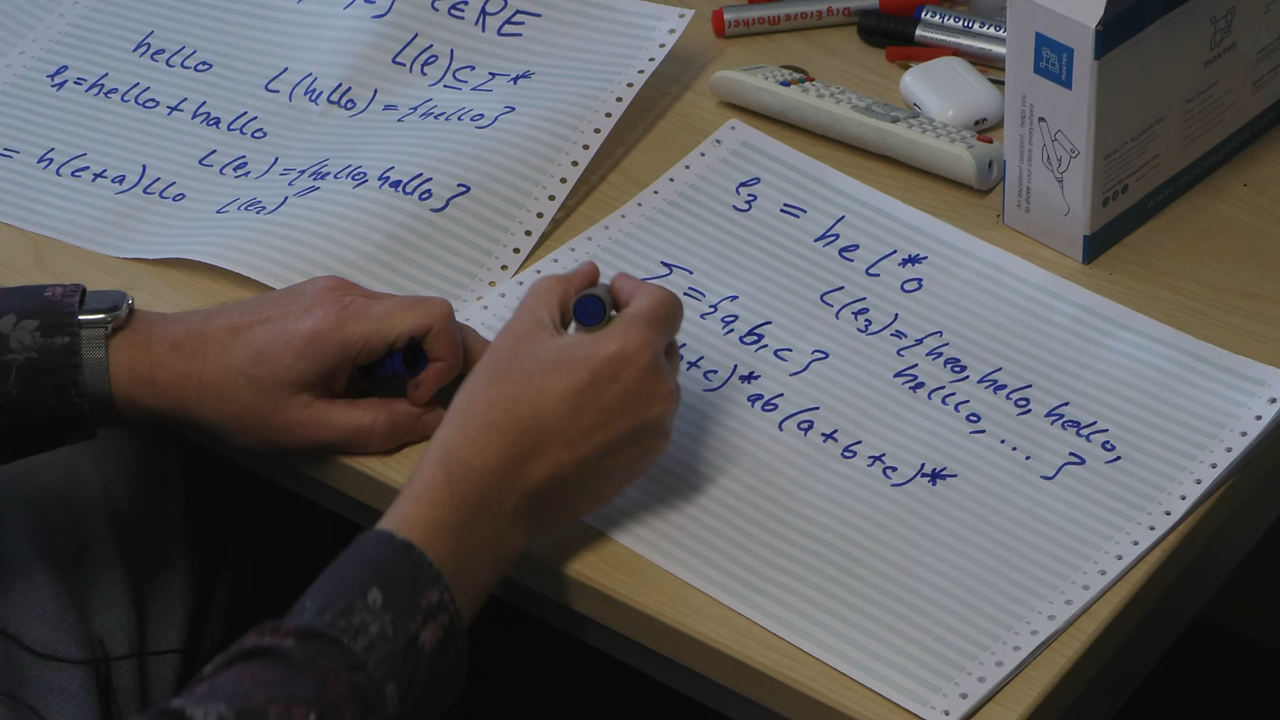 e∈RE
L(e)⊆Σ*
hello L(hello) = {hello}
e₁=hello+hallo
L(e₁)={hello,hallo}
= h(e+a)llo L(e₂) "
e₃ = hel*o
L(e₃)={heo,helo,hello,
helllo, ... }
Σ={a,b,c}
+c)*ab(a+b+c)*
Dry Erase Marker